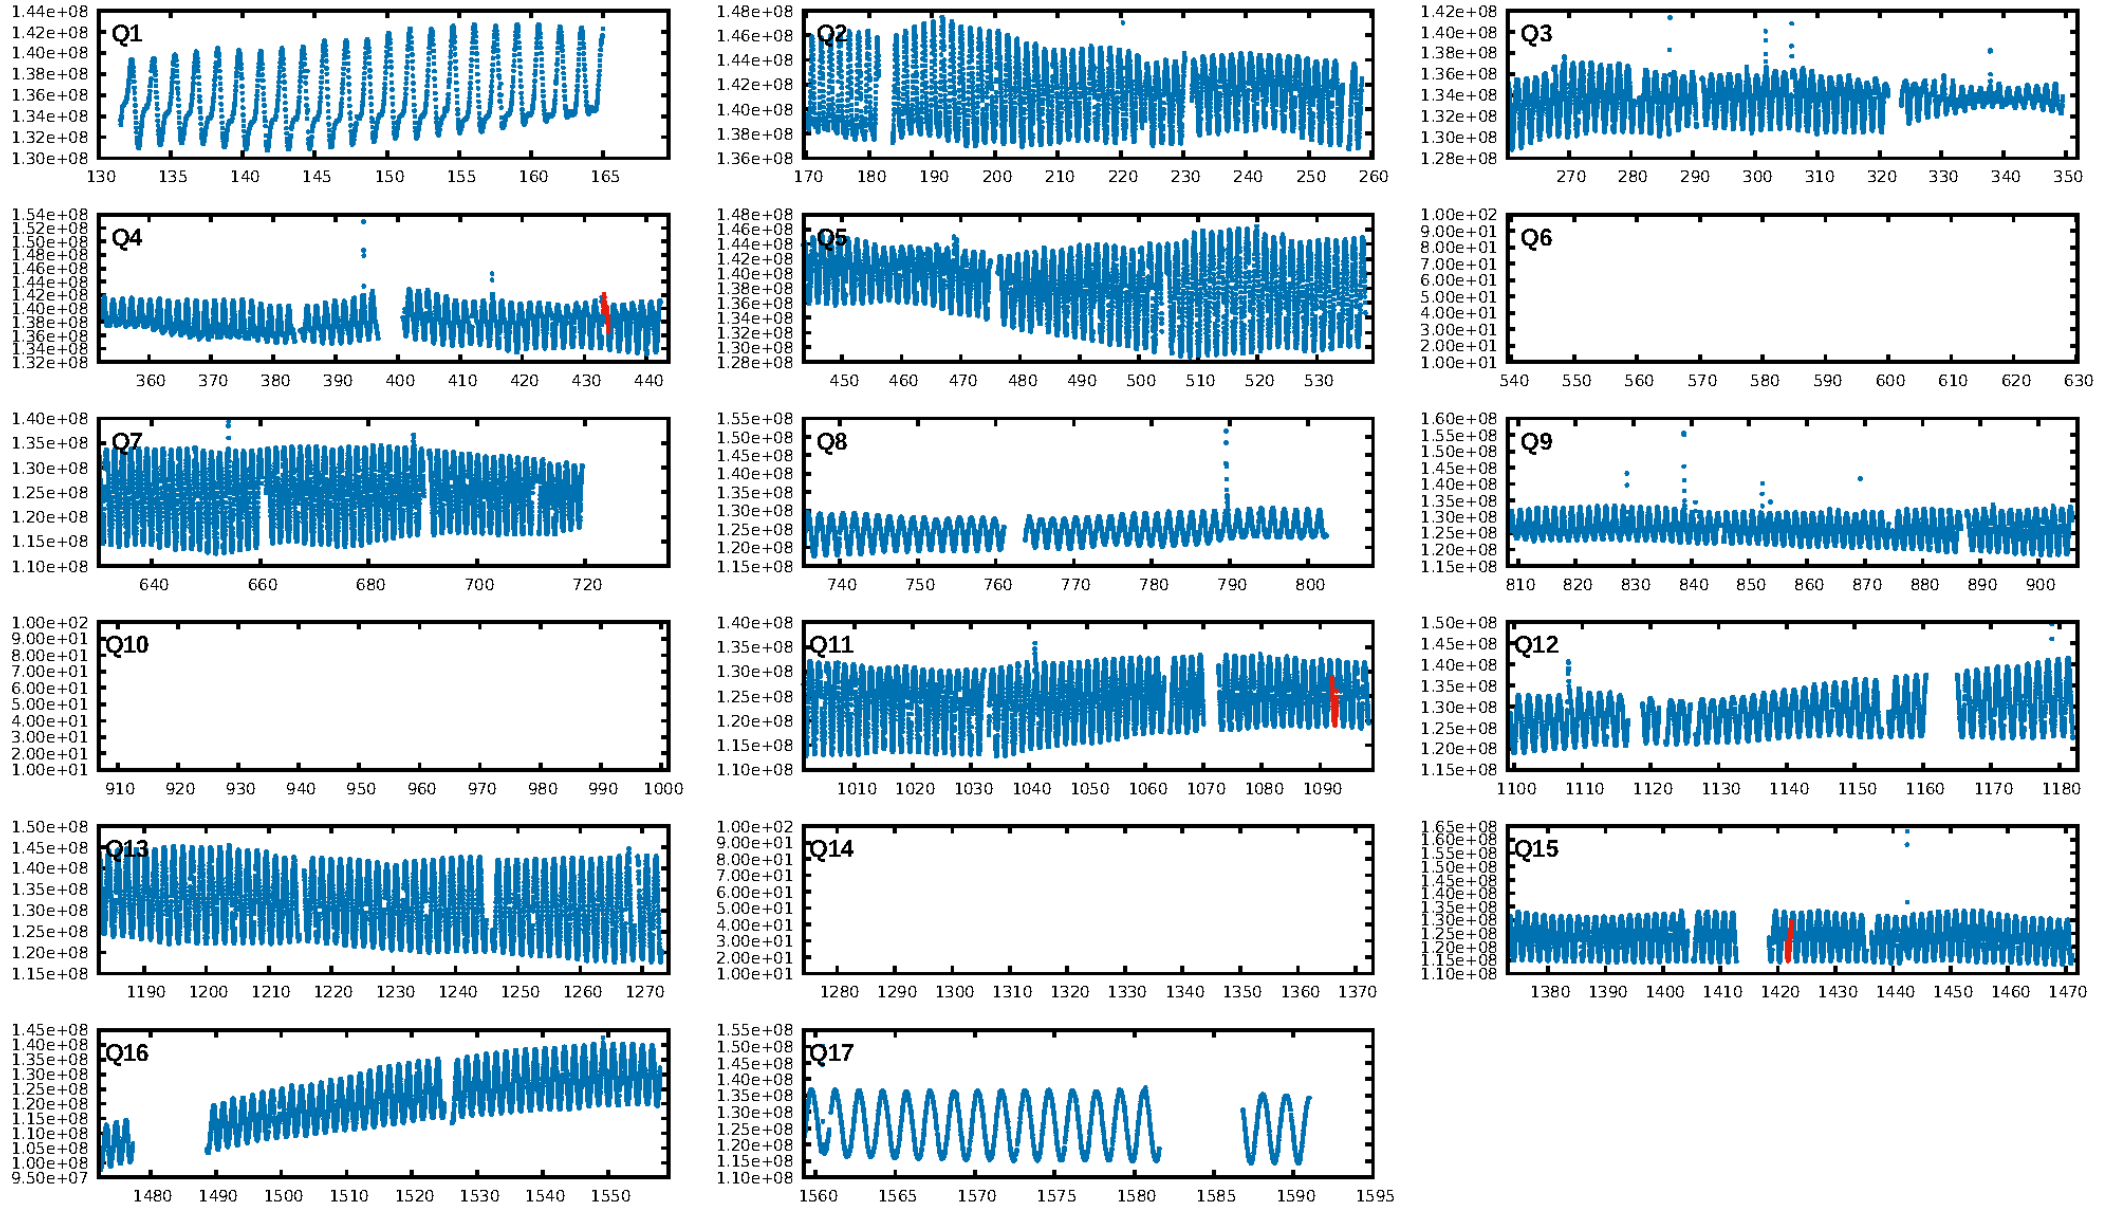 1.44e+08 1.42e+08 1.40e+08 1.38e+08 1.36e+08 1.34e+08 1.32e+08 1.30e+08
Q1
130 135 140 145 150 155 160 165
1.48e+08 1.46e+08 1.44e+08 1.42e+08 1.40e+08 1.38e+08 1.36e+08
Q2
170 180 190 200 210 220 230 240 250 260
1.42e+08 1.40e+08 1.38e+08 1.36e+08 1.34e+08 1.32e+08 1.30e+08 1.28e+08
Q3
270 280 290 300 310 320 330 340 350
1.54e+08 1.52e+08 1.50e+08 1.48e+08 1.46e+08 1.44e+08 1.42e+08 1.40e+08 1.38e+08 1.36e+08 1.34e+08 1.32e+08
Q4
360 370 380 390 400 410 420 430 440
1.48e+08 1.46e+08 1.44e+08 1.42e+08 1.40e+08 1.38e+08 1.36e+08 1.34e+08 1.32e+08 1.30e+08 1.28e+08
Q5
450 460 470 480 490 500 510 520 530
1.00e+02 9.00e+01 8.00e+01 7.00e+01 6.00e+01 5.00e+01 4.00e+01 3.00e+01 2.00e+01 1.00e+01
Q6
540 550 560 570 580 590 600 610 620 630
1.40e+08 1.35e+08 1.30e+08 1.25e+08 1.20e+08 1.15e+08 1.10e+08
Q7
640 660 680 700 720
1.55e+08 1.50e+08 1.45e+08 1.40e+08 1.35e+08 1.30e+08 1.25e+08 1.20e+08 1.15e+08
Q8
740 750 760 770 780 790 800
1.60e+08 1.55e+08 1.50e+08 1.45e+08 1.40e+08 1.35e+08 1.30e+08 1.25e+08 1.20e+08 1.15e+08
Q9
810 820 830 840 850 860 870 880 890 900
1.00e+02 9.00e+01 8.00e+01 7.00e+01 6.00e+01 5.00e+01 4.00e+01 3.00e+01 2.00e+01 1.00e+01
Q10
910 920 930 940 950 960 970 980 990 1000
1.40e+08 1.35e+08 1.30e+08 1.25e+08 1.20e+08 1.15e+08 1.10e+08
Q11
1010 1020 1030 1040 1050 1060 1070 1080 1090
1.50e+08 1.45e+08 1.40e+08 1.35e+08 1.30e+08 1.25e+08 1.20e+08 1.15e+08
Q12
1100 1110 1120 1130 1140 1150 1160 1170 1180
1.50e+08 1.45e+08 1.40e+08 1.35e+08 1.30e+08 1.25e+08 1.20e+08 1.15e+08
Q13
1190 1200 1210 1220 1230 1240 1250 1260 1270
1.00e+02 9.00e+01 8.00e+01 7.00e+01 6.00e+01 5.00e+01 4.00e+01 3.00e+01 2.00e+01 1.00e+01
Q14
1280 1290 1300 1310 1320 1330 1340 1350 1360 1370
1.65e+08 1.60e+08 1.55e+08 1.50e+08 1.45e+08 1.40e+08 1.35e+08 1.30e+08 1.25e+08 1.20e+08 1.15e+08 1.10e+08
Q15
1380 1390 1400 1410 1420 1430 1440 1450 1460 1470
1.45e+08 1.40e+08 1.35e+08 1.30e+08 1.25e+08 1.20e+08 1.15e+08 1.10e+08 1.05e+08 1.00e+08 9.50e+07
Q16
1480 1490 1500 1510 1520 1530 1540 1550
1.55e+08 1.50e+08 1.45e+08 1.40e+08 1.35e+08 1.30e+08 1.25e+08 1.20e+08 1.15e+08 1.10e+08
Q17
1560 1565 1570 1575 1580 1585 1590 1595